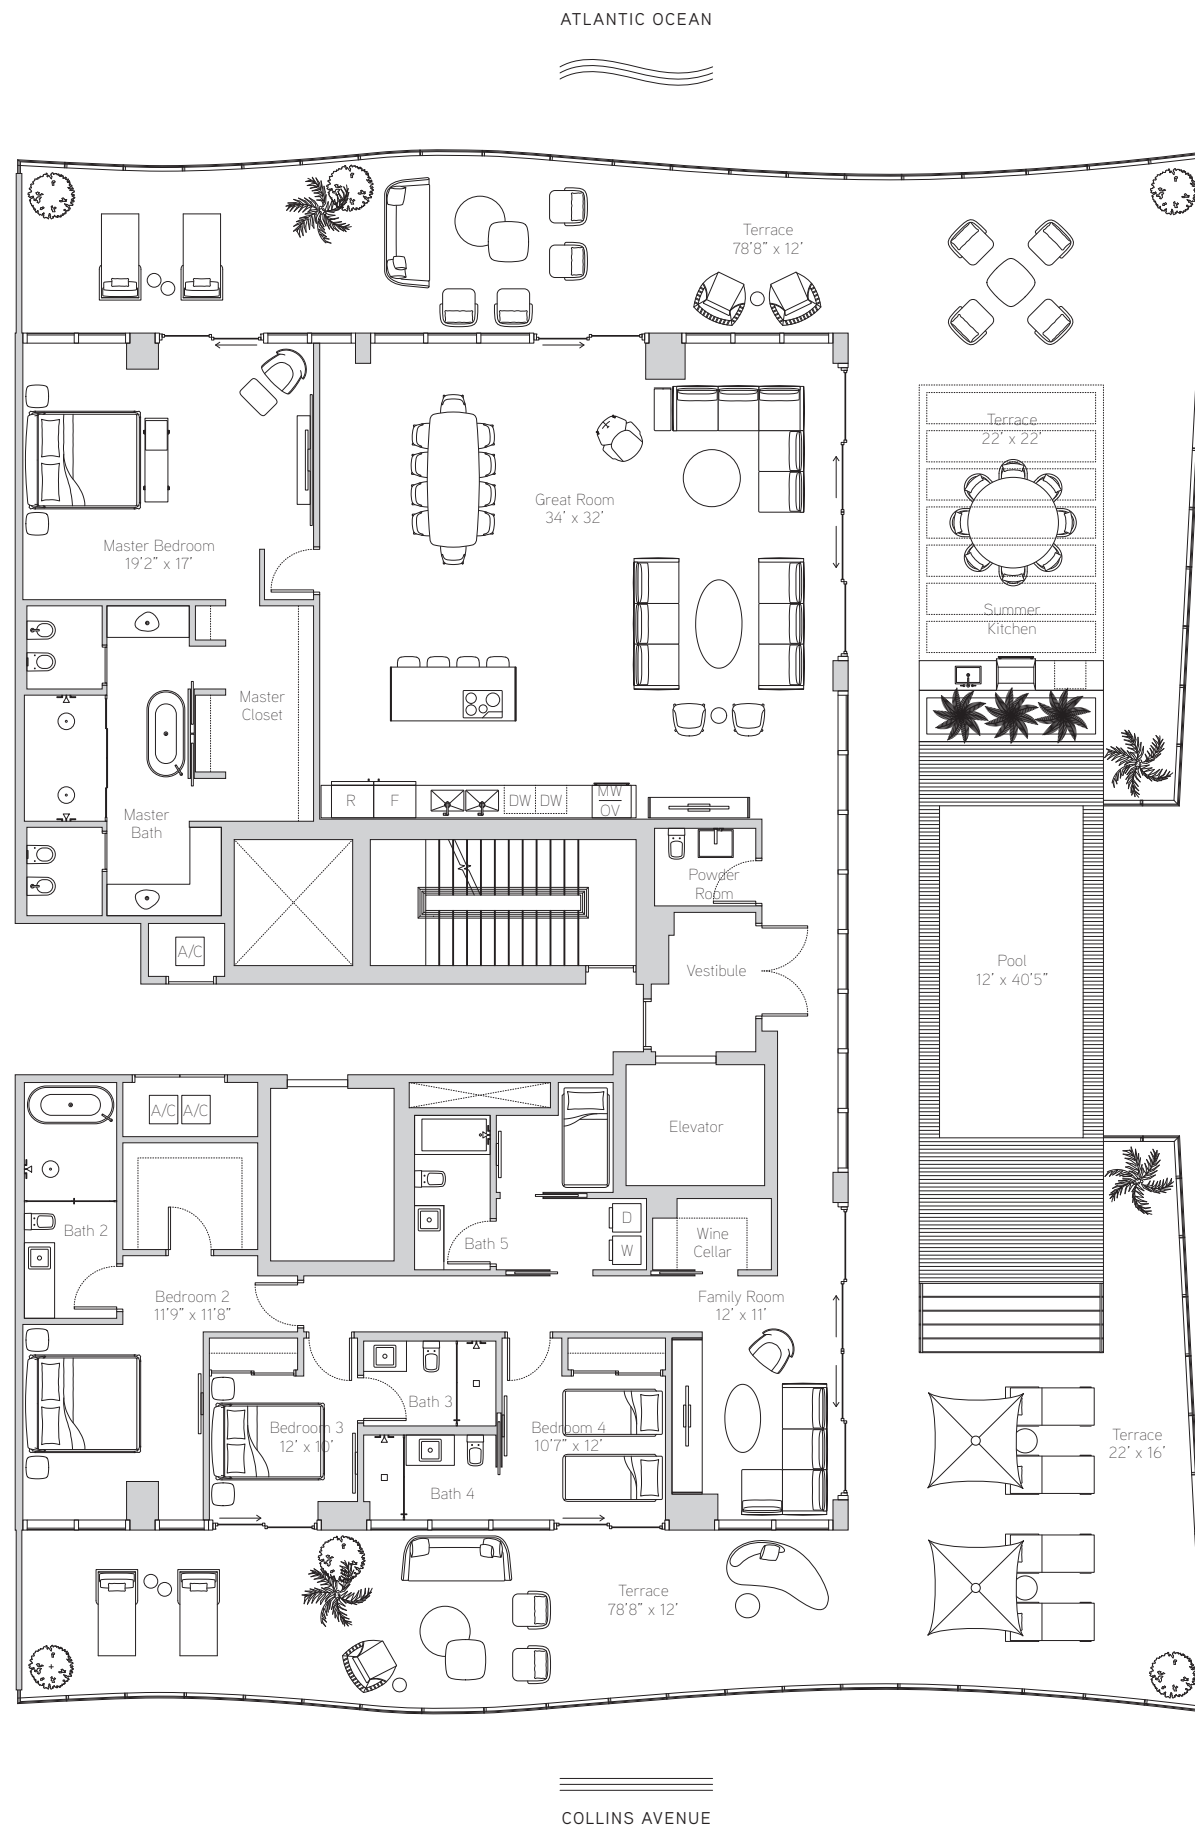 ATLANTIC OCEAN
Terrace
78'8" x 12'
Terrace
22' x 22'
Great Room
34' x 32'
Master Bedroom
19'2" x 17'
Summer
Kitchen
Master
Closet
R
F
DW
DW
MW
OV
Master
Bath
Powder
Room
A/C
Vestibule
Pool
12' x 40'5"
A/C
A/C
Elevator
Bath 2
Bath 5
D
W
Wine
Cellar
Bedroom 2
11'9" x 11'8"
Family Room
12' x 11'
Bath 3
Bedroom 3
12' x 10'
Bedroom 4
10'7" x 12'
Terrace
22' x 16'
Bath 4
Terrace
78'8" x 12'
COLLINS AVENUE